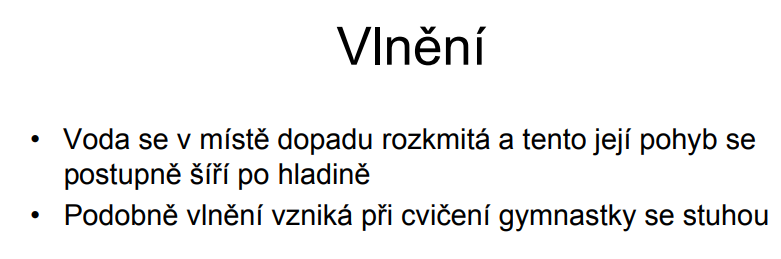 Vlnění
• Voda se v místě dopadu rozkmitá a tento její pohyb se
postupně šíří po hladině
• Podobně vlnění vzniká při cvičení gymnastky se stuhou